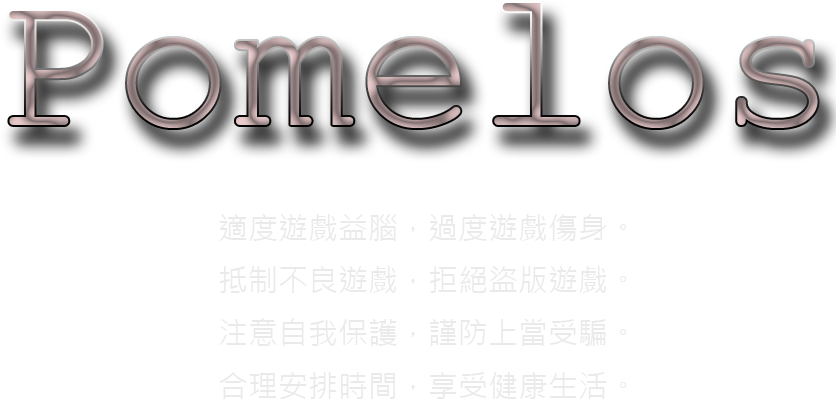 Pomelos
適度遊戲益腦，過度遊戲傷身。
抵制不良遊戲，拒絕盜版遊戲。
注意自我保護，謹防上當受騙。
合理安排時間，享受健康生活。